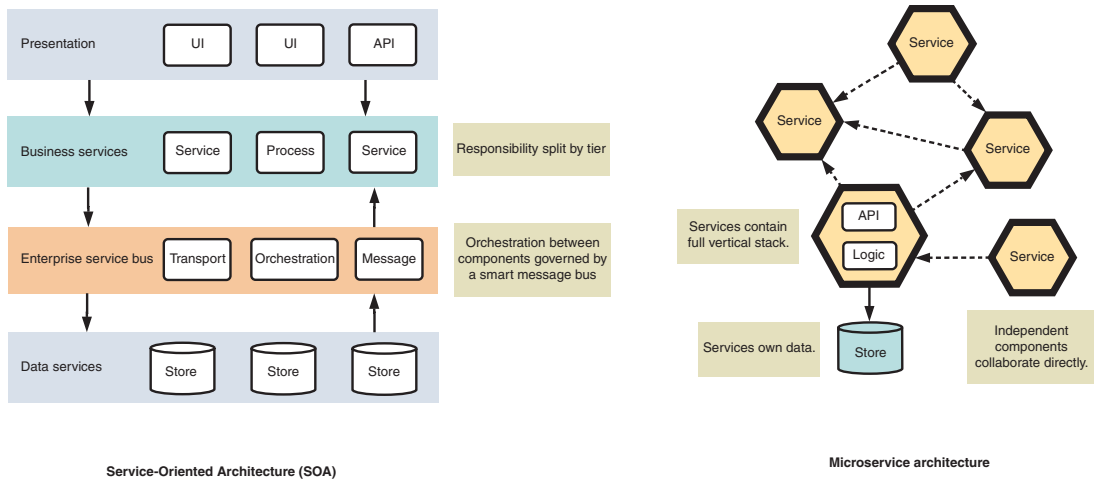 Presentation
UI
UI
API
Business services
Service
Process
Service
Responsibility split by tier
Enterprise service bus
Transport
Orchestration
Message
Orchestration between
components governed by
a smart message bus
Data services
Store
Store
Store
Service-Oriented Architecture (SOA)
Service
Service
Service
Services contain
full vertical stack.
API
Logic
Service
Services own data.
Store
Independent
components
collaborate directly.
Microservice architecture